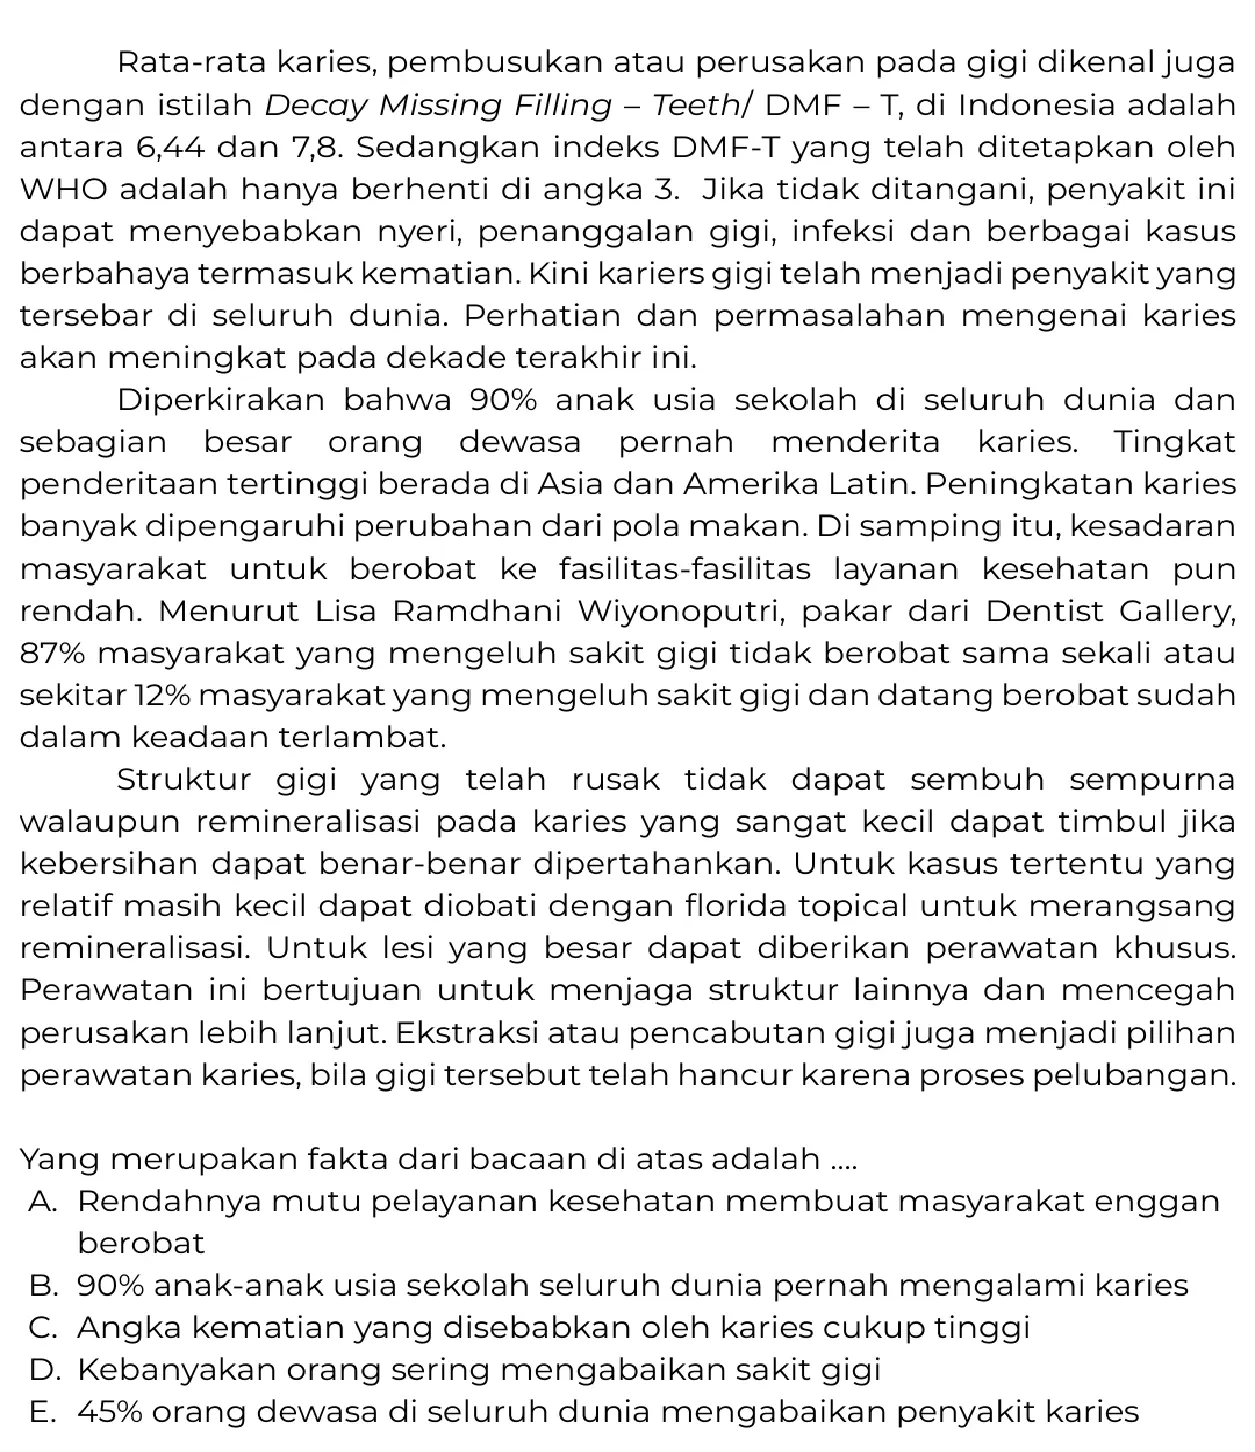 Rata-rata karies, pembusukan atau perusakan pada gigi dikenal juga
dengan istilah Decay Missing Filling – Teeth/ DMF – T, di Indonesia adalah
antara 6,44 dan 7,8. Sedangkan indeks DMF-T yang telah ditetapkan oleh
WHO adalah hanya berhenti di angka 3. Jika tidak ditangani, penyakit ini
dapat menyebabkan nyeri, penanggalan gigi, infeksi dan berbagai kasus
berbahaya termasuk kematian. Kini kariers gigi telah menjadi penyakit yang
tersebar di seluruh dunia. Perhatian dan permasalahan mengenai karies
akan meningkat pada dekade terakhir ini.
Diperkirakan bahwa 90% anak usia sekolah di seluruh dunia dan
sebagian besar orang dewasa pernah menderita karies. Tingkat
penderitaan tertinggi berada di Asia dan Amerika Latin. Peningkatan karies
banyak dipengaruhi perubahan dari pola makan. Di samping itu, kesadaran
masyarakat untuk berobat ke fasilitas-fasilitas layanan kesehatan pun
rendah. Menurut Lisa Ramdhani Wiyonoputri, pakar dari Dentist Gallery,
87% masyarakat yang mengeluh sakit gigi tidak berobat sama sekali atau
sekitar 12% masyarakat yang mengeluh sakit gigi dan datang berobat sudah
dalam keadaan terlambat.
Struktur gigi yang telah rusak tidak dapat sembuh sempurna
walaupun remineralisasi pada karies yang sangat kecil dapat timbul jika
kebersihan dapat benar-benar dipertahankan. Untuk kasus tertentu yang
relatif masih kecil dapat diobati dengan florida topical untuk merangsang
remineralisasi. Untuk lesi yang besar dapat diberikan perawatan khusus.
Perawatan ini bertujuan untuk menjaga struktur lainnya dan mencegah
perusakan lebih lanjut. Ekstraksi atau pencabutan gigi juga menjadi pilihan
perawatan karies, bila gigi tersebut telah hancur karena proses pelubangan.
Yang merupakan fakta dari bacaan di atas adalah ....
A. Rendahnya mutu pelayanan kesehatan membuat masyarakat enggan
berobat
B. 90% anak-anak usia sekolah seluruh dunia pernah mengalami karies
C. Angka kematian yang disebabkan oleh karies cukup tinggi
D. Kebanyakan orang sering mengabaikan sakit gigi
E. 45% orang dewasa di seluruh dunia mengabaikan penyakit karies